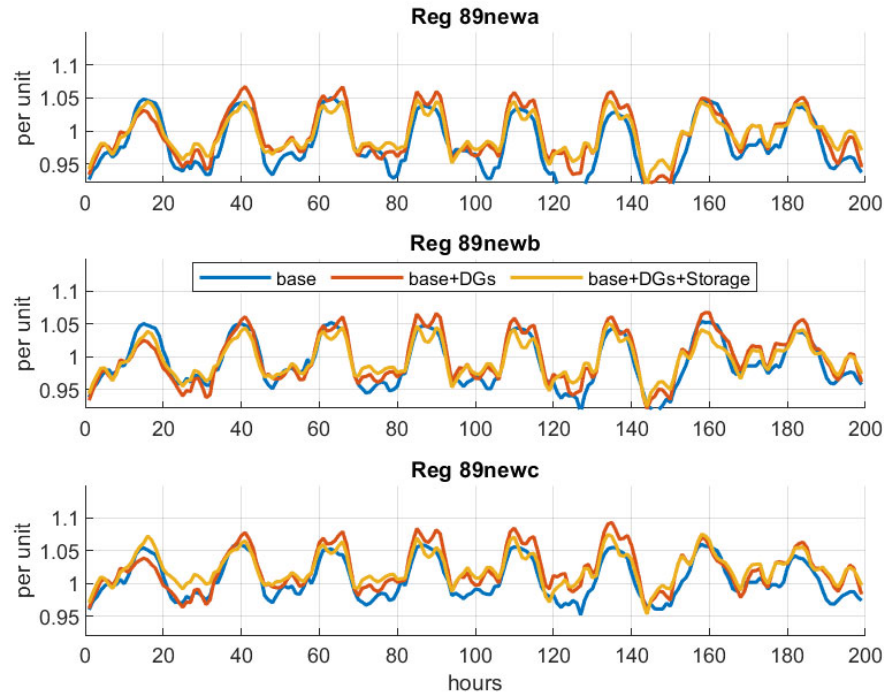 Reg 89newa
per unit
1.1
1.05
1
0.95
0 20 40 60 80 100 120 140 160 180 200
Reg 89newb
base base+DGs base+DGs+Storage
per unit
1.1
1.05
1
0.95
0 20 40 60 80 100 120 140 160 180 200
Reg 89newc
per unit
1.1
1.05
1
0.95
0 20 40 60 80 100 120 140 160 180 200
hours